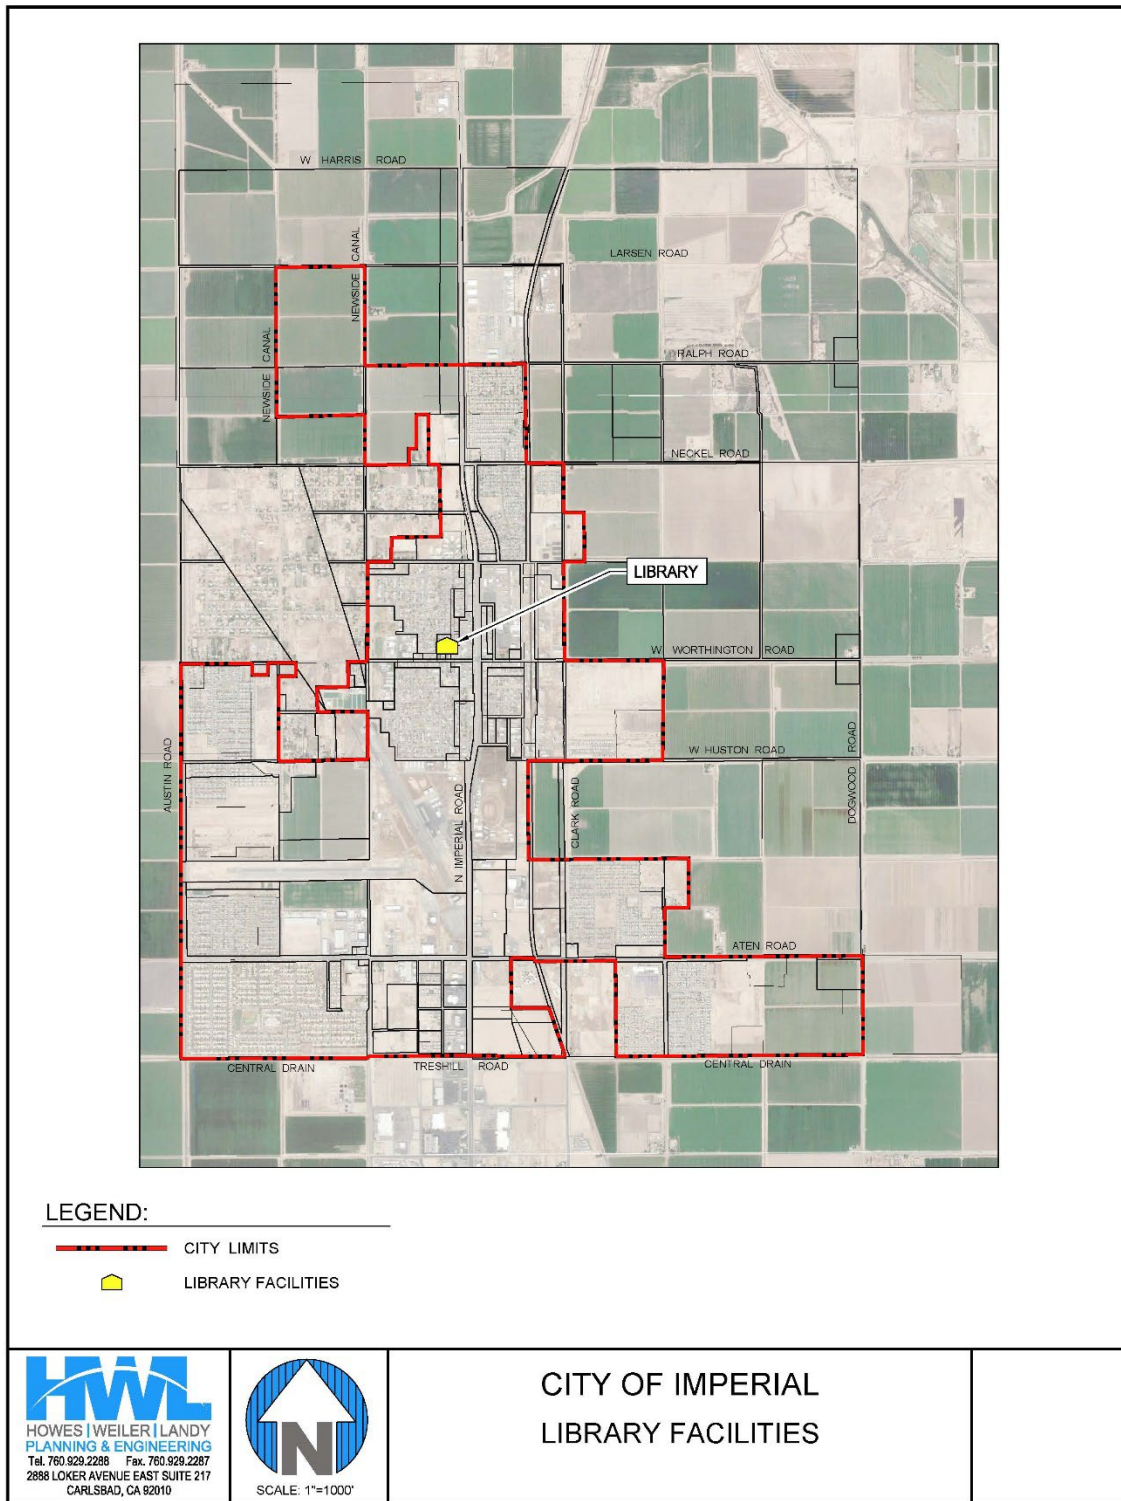 W HARRIS ROAD
NEWSIDE CANAL
LARSEN ROAD
NEWSIDE CANAL
RALPH ROAD
NECKEL ROAD
LIBRARY
W WORTHINGTON ROAD
AUSTIN ROAD
N IMPERIAL ROAD
CLARK ROAD
W HUSTON ROAD
DOGWOOD ROAD
ATEN ROAD
CENTRAL DRAIN
TRESHILL ROAD
CENTRAL DRAIN
LEGEND:
CITY LIMITS
LIBRARY FACILITIES
HWL
HOWES | WEILER | LANDY
PLANNING & ENGINEERING
Tel. 760.929.2288 Fax. 760.929.2287
2888 LOKER AVENUE EAST SUITE 217
CARLSBAD, CA 92010
N
SCALE: 1"=1000'
CITY OF IMPERIAL
LIBRARY FACILITIES